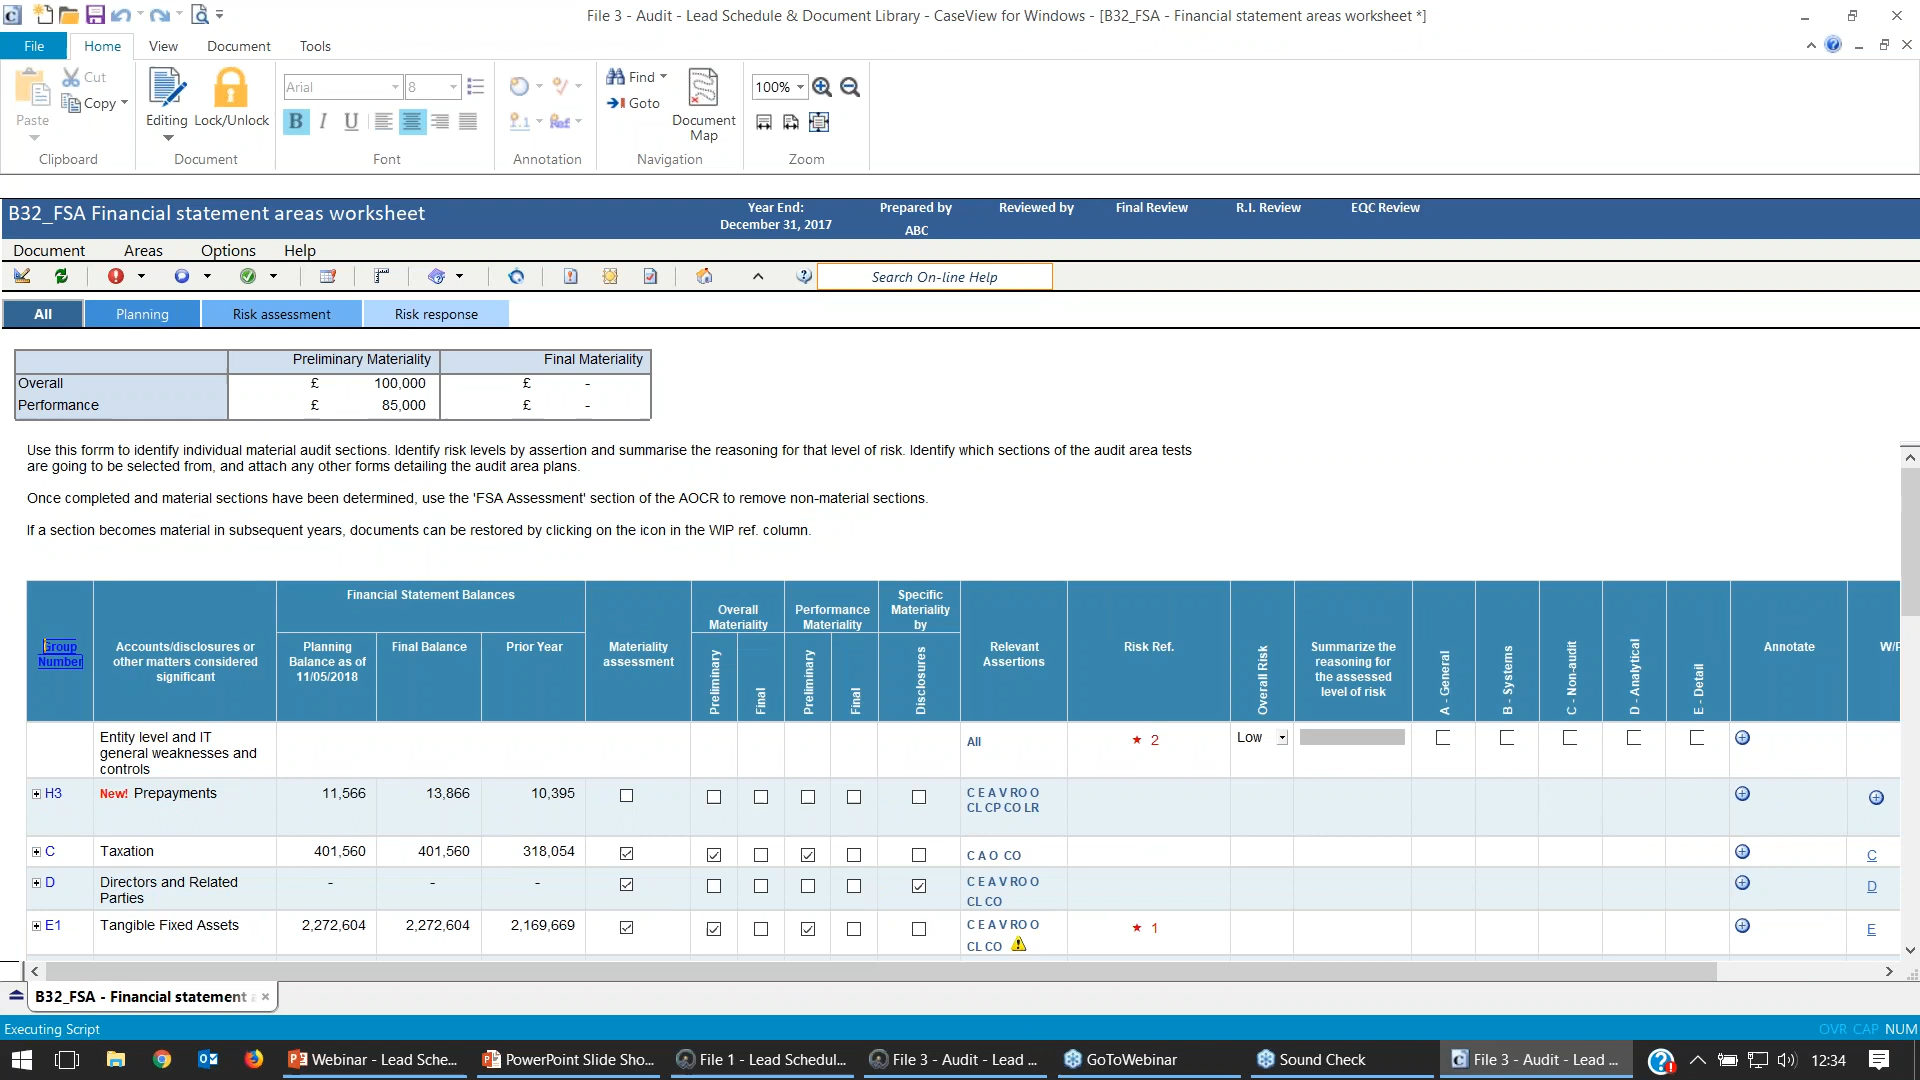 File 3 - Audit - Lead Schedule & Document Library - CaseView for Windows - [B32_FSA - Financial statement areas worksheet *]
File Home View Document Tools
Paste Cut Copy
Clipboard
Editing Lock/Unlock
Document
Arial 8
B I U
Font
Annotation
Find
Goto
Document
Map
Navigation
100%
Zoom
B32_FSA Financial statement areas worksheet
Year End:
December 31, 2017
Prepared by
ABC
Reviewed by
Final Review
R.I. Review
EQC Review
Document Areas Options Help
Search On-line Help
All Planning Risk assessment Risk response
Preliminary Materiality Final Materiality
Overall £ 100,000 £ -
Performance £ 85,000 £ -
Use this forrm to identify individual material audit sections. Identify risk levels by assertion and summarise the reasoning for that level of risk. Identify which sections of the audit area tests
are going to be selected from, and attach any other forms detailing the audit area plans.
Once completed and material sections have been determined, use the 'FSA Assessment' section of the AOCR to remove non-material sections.
If a section becomes material in subsequent years, documents can be restored by clicking on the icon in the WIP ref. column.
Group
Number
Accounts/disclosures or
other matters considered
significant
Financial Statement Balances
Planning
Balance as of
11/05/2018
Final Balance
Prior Year
Materiality
assessment
Overall
Materiality
Preliminary
Final
Performance
Materiality
Preliminary
Final
Specific
Materiality
by
Disclosures
Relevant
Assertions
Risk Ref.
Overall Risk
Summarize the
reasoning for
the assessed
level of risk
A - General
B - Systems
C - Non-audit
D - Analytical
E - Detail
Annotate
Entity level and IT
general weaknesses and
controls
All
2
Low
H3 New! Prepayments 11,566 13,866 10,395
C E A V RO O
CL CP CO LR
C Taxation 401,560 401,560 318,054 C A O CO C
D Directors and Related
Parties
- - -
C E A V RO O
CL CO
D
E1 Tangible Fixed Assets 2,272,604 2,272,604 2,169,669
C E A V RO O
CL CO
1
E
B32_FSA - Financial statement
Executing Script
OVR CAP NUM
Webinar - Lead Sche...
PowerPoint Slide Sho...
File 1 - Lead Schedul...
File 3 - Audit - Lead ...
GoToWebinar
Sound Check
File 3 - Audit - Lead ...
12:34